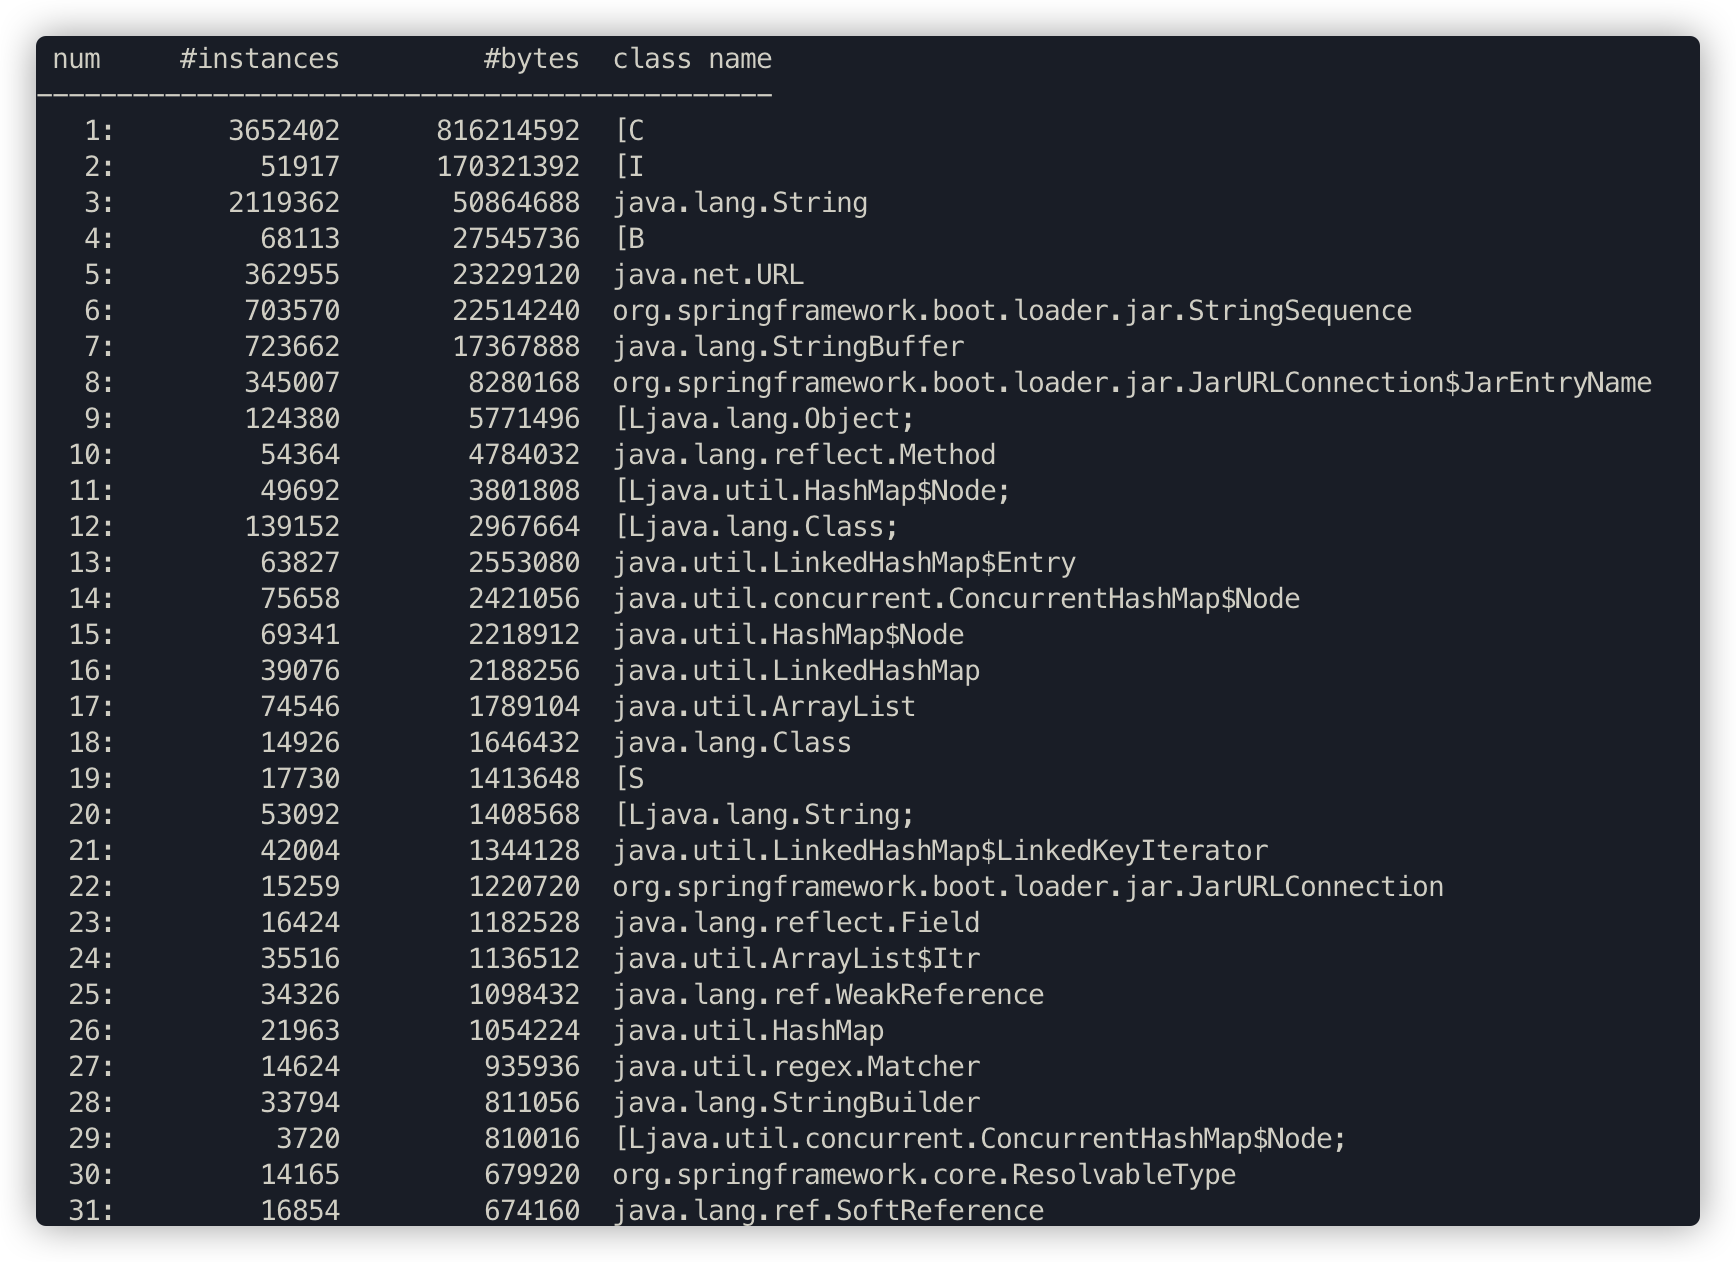 num #instances #bytes class name
----------------------------------------------
1: 3652402 816214592 [C
2: 51917 170321392 [I
3: 2119362 50864688 java.lang.String
4: 68113 27545736 [B
5: 362955 23229120 java.net.URL
6: 703570 22514240 org.springframework.boot.loader.jar.StringSequence
7: 723662 17367888 java.lang.StringBuffer
8: 345007 8280168 org.springframework.boot.loader.jar.JarURLConnection$JarEntryName
9: 124380 5771496 [Ljava.lang.Object;
10: 54364 4784032 java.lang.reflect.Method
11: 49692 3801808 [Ljava.util.HashMap$Node;
12: 139152 2967664 [Ljava.lang.Class;
13: 63827 2553080 java.util.LinkedHashMap$Entry
14: 75658 2421056 java.util.concurrent.ConcurrentHashMap$Node
15: 69341 2218912 java.util.HashMap$Node
16: 39076 2188256 java.util.LinkedHashMap
17: 74546 1789104 java.util.ArrayList
18: 14926 1646432 java.lang.Class
19: 17730 1413648 [S
20: 53092 1408568 [Ljava.lang.String;
21: 42004 1344128 java.util.LinkedHashMap$LinkedKeyIterator
22: 15259 1220720 org.springframework.boot.loader.jar.JarURLConnection
23: 16424 1182528 java.lang.reflect.Field
24: 35516 1136512 java.util.ArrayList$Itr
25: 34326 1098432 java.lang.ref.WeakReference
26: 21963 1054224 java.util.HashMap
27: 14624 935936 java.util.regex.Matcher
28: 33794 811056 java.lang.StringBuilder
29: 3720 810016 [Ljava.util.concurrent.ConcurrentHashMap$Node;
30: 14165 679920 org.springframework.core.ResolvableType
31: 16854 674160 java.lang.ref.SoftReference